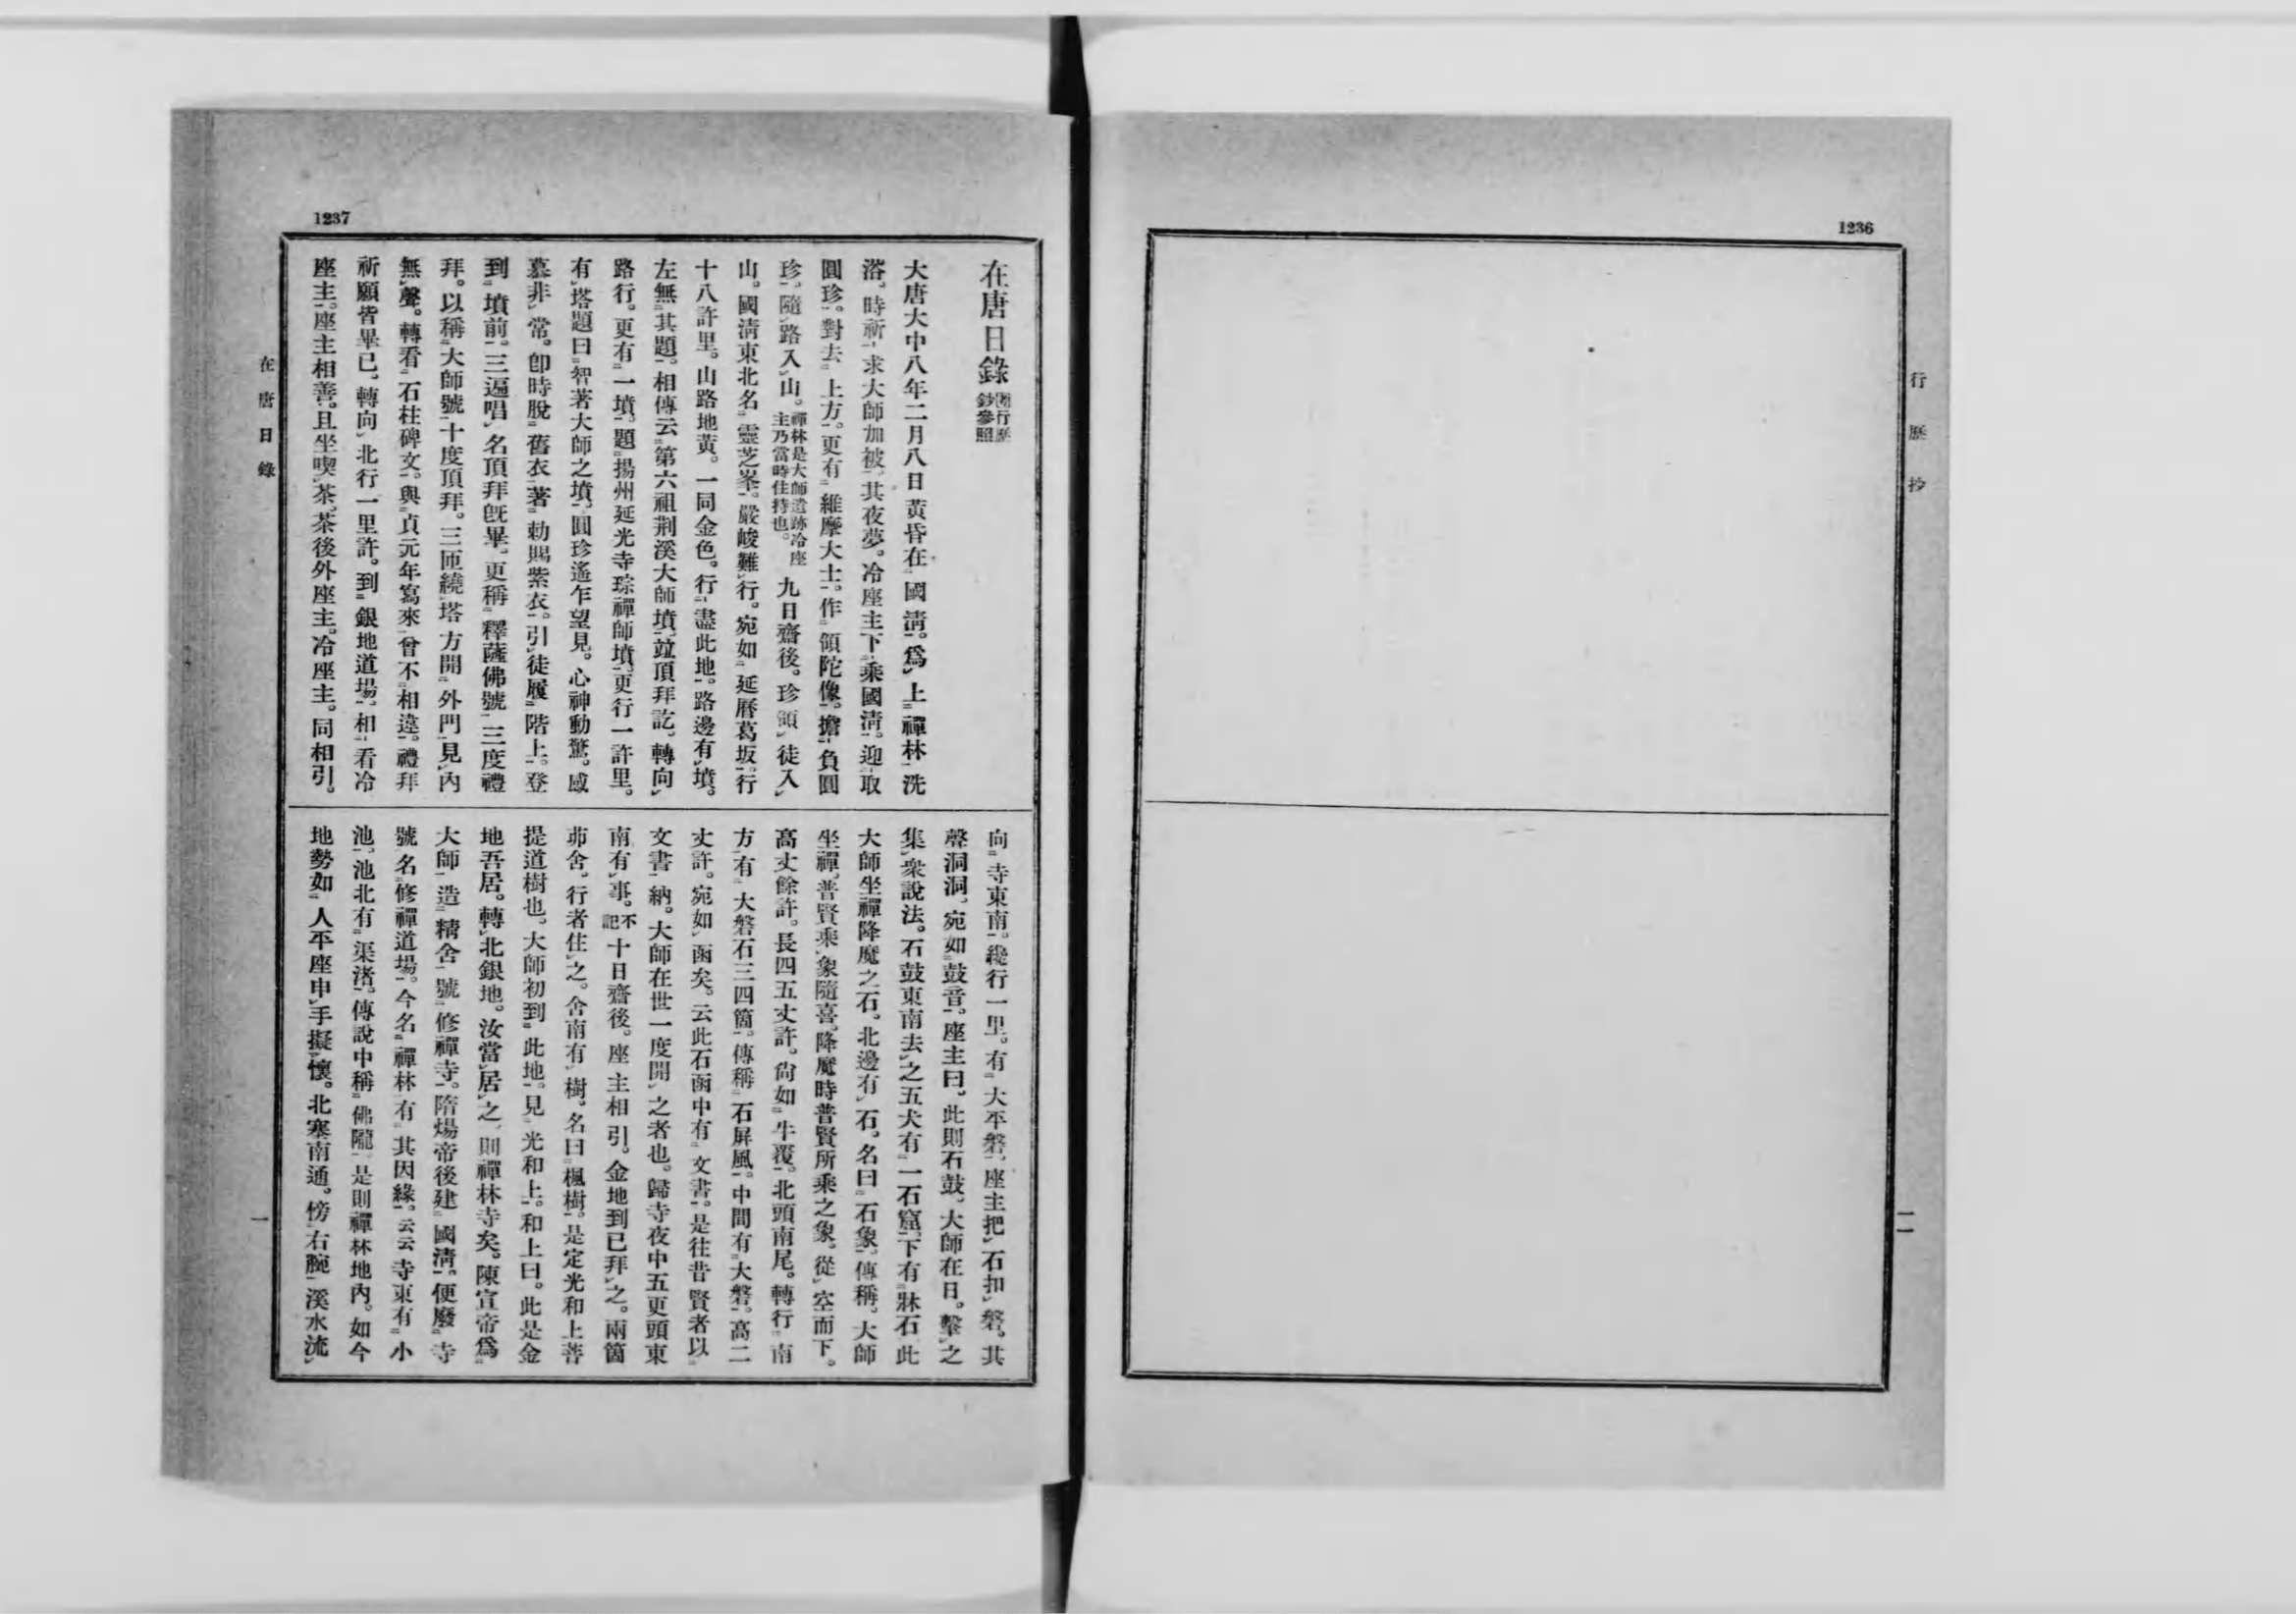 1236
行歷抄
二
1237
在唐日錄
行歷
鈔參照
大唐大中八年二月八日黃昏在國淸。爲上禪林洗
浴。時祈求大師加被。其夜夢。冷座主下乘國淸。迎取
圓珍。對去上方。更有維摩大士。作頭陀像。擔負圓
珍。隨路入山。禪林是大師遺跡冷座主乃當時住持也。九日齋後。珍領徒入
山。國淸東北名靈芝峯。嚴峻難行。宛如延曆葛坂。行
十八許里。山路地黃。一同金色。行盡此地。路邊有墳。
左無其題。相傳云。第六祖荆溪大師墳。竝頂拜訖。轉向
路行。更有一墳。題揚州延光寺琮禪師墳。更行一許里。
有塔題曰智著大師之墳。圓珍遙乍望見。心神動驚。感
慕非常。卽時脫舊衣。著勅賜紫衣。引徒履階上。登
到墳前。三遍唱名頂拜旣畢。更稱釋薩佛號。三度禮
拜。以稱大師號十度頂拜。三匝繞塔方開外門見內
無聲。轉看石柱碑文。與貞元年寫來曾不相違。禮拜
祈願皆畢已。轉向北行一里許。到銀地道場。相看冷
座主。座主相善。且坐喫茶。茶後外座主。冷座主。同相引。
向寺東南。纔行一里。有大平磐。座主把石扣磐。其
聲洞洞。宛如鼓音。座主曰。此則石鼓。大師在日。擊之
集衆說法。石鼓東南去之五丈有一石窟。下有牀石。此
大師坐禪降魔之石。北邊有石。名曰石象。傳稱。大師
坐禪。普賢乘象隨喜。降魔時普賢所乘之象。從空而下。
高丈餘許。長四五丈許。尙如牛覆。北頭南尾。轉行南
方有大磐石三四箇。傳稱石屛風。中間有大磐。高二
丈許。宛如函矣。云此石函中有文書。是往昔賢者以
文書納。大師在世一度開之者也。歸寺夜中五更頭東
南有事。不記十日齋後。座主相引。金地到已拜之。兩箇
茆舍。行者住之。舍南有樹。名曰楓樹。是定光和上菩
提道樹也。大師初到此地。見光和上。和上曰。此是金
地吾居。轉北銀地。汝當居之。則禪林寺矣。陳宣帝爲
大師造精舍號修禪寺。隋煬帝後建國淸。便廢寺
號名修禪道場。今名禪林有其因緣。云云寺東有小
池。池北有渠渚。傳說中稱佛隴。是則禪林地內。如今
地勢如人平座申手擬懷。北塞南通。傍右腕溪水流
在唐日錄
一